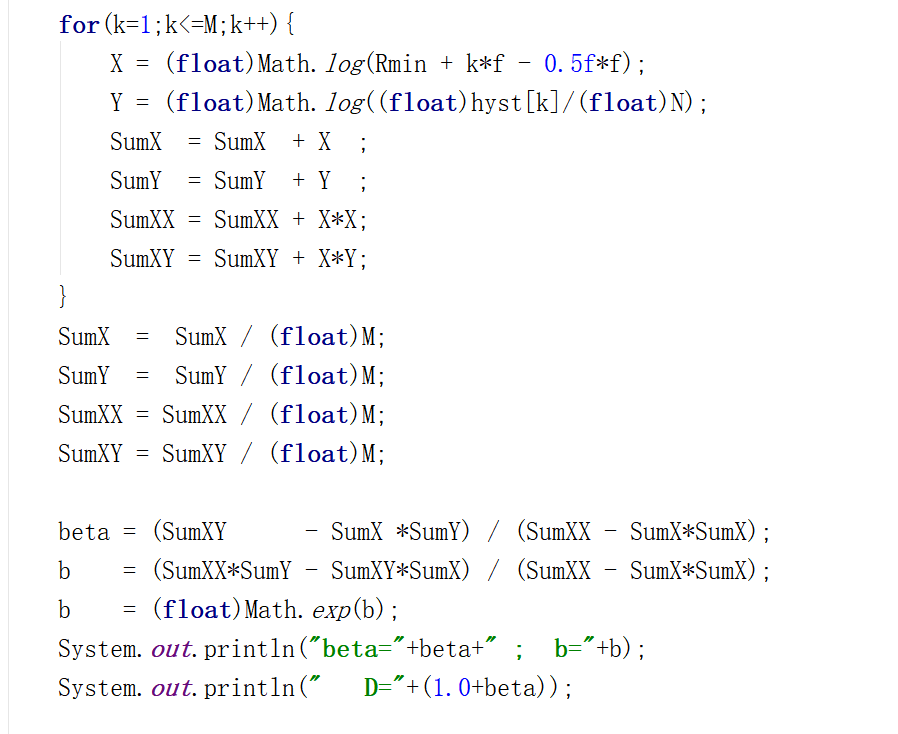 for(k=1;k<=M;k++){
    X = (float)Math.log(Rmin + k*f - 0.5f*f);
    Y = (float)Math.log((float)hyst[k]/(float)N);
    SumX  = SumX  + X  ;
    SumY  = SumY  + Y  ;
    SumXX = SumXX + X*X;
    SumXY = SumXY + X*Y;
}
SumX  =  SumX / (float)M;
SumY  =  SumY / (float)M;
SumXX = SumXX / (float)M;
SumXY = SumXY / (float)M;

beta = (SumXY      - SumX *SumY) / (SumXX - SumX*SumX);
b    = (SumXX*SumY - SumXY*SumX) / (SumXX - SumX*SumX);
b    = (float)Math.exp(b);
System.out.println("beta="+beta+" ;  b="+b);
System.out.println("   D="+(1.0+beta));